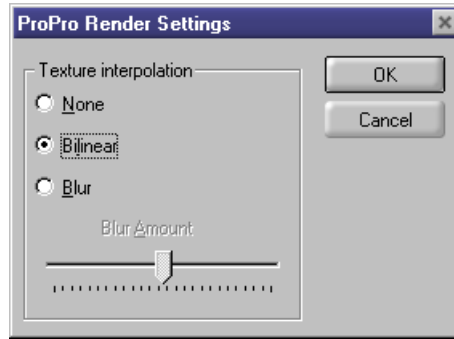 ProPro Render Settings
Texture interpolation
None
Bilinear
Blur
Blur Amount
OK
Cancel